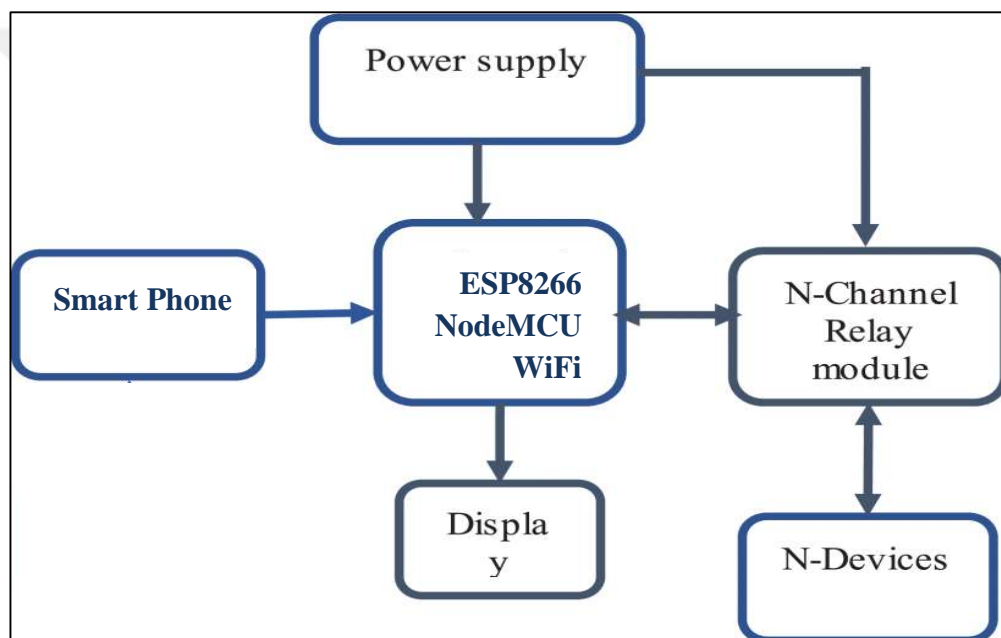 Power supply
Smart Phone
ESP8266
NodeMCU
WiFi
N-Channel
Relay
module
Displa
y
N-Devices